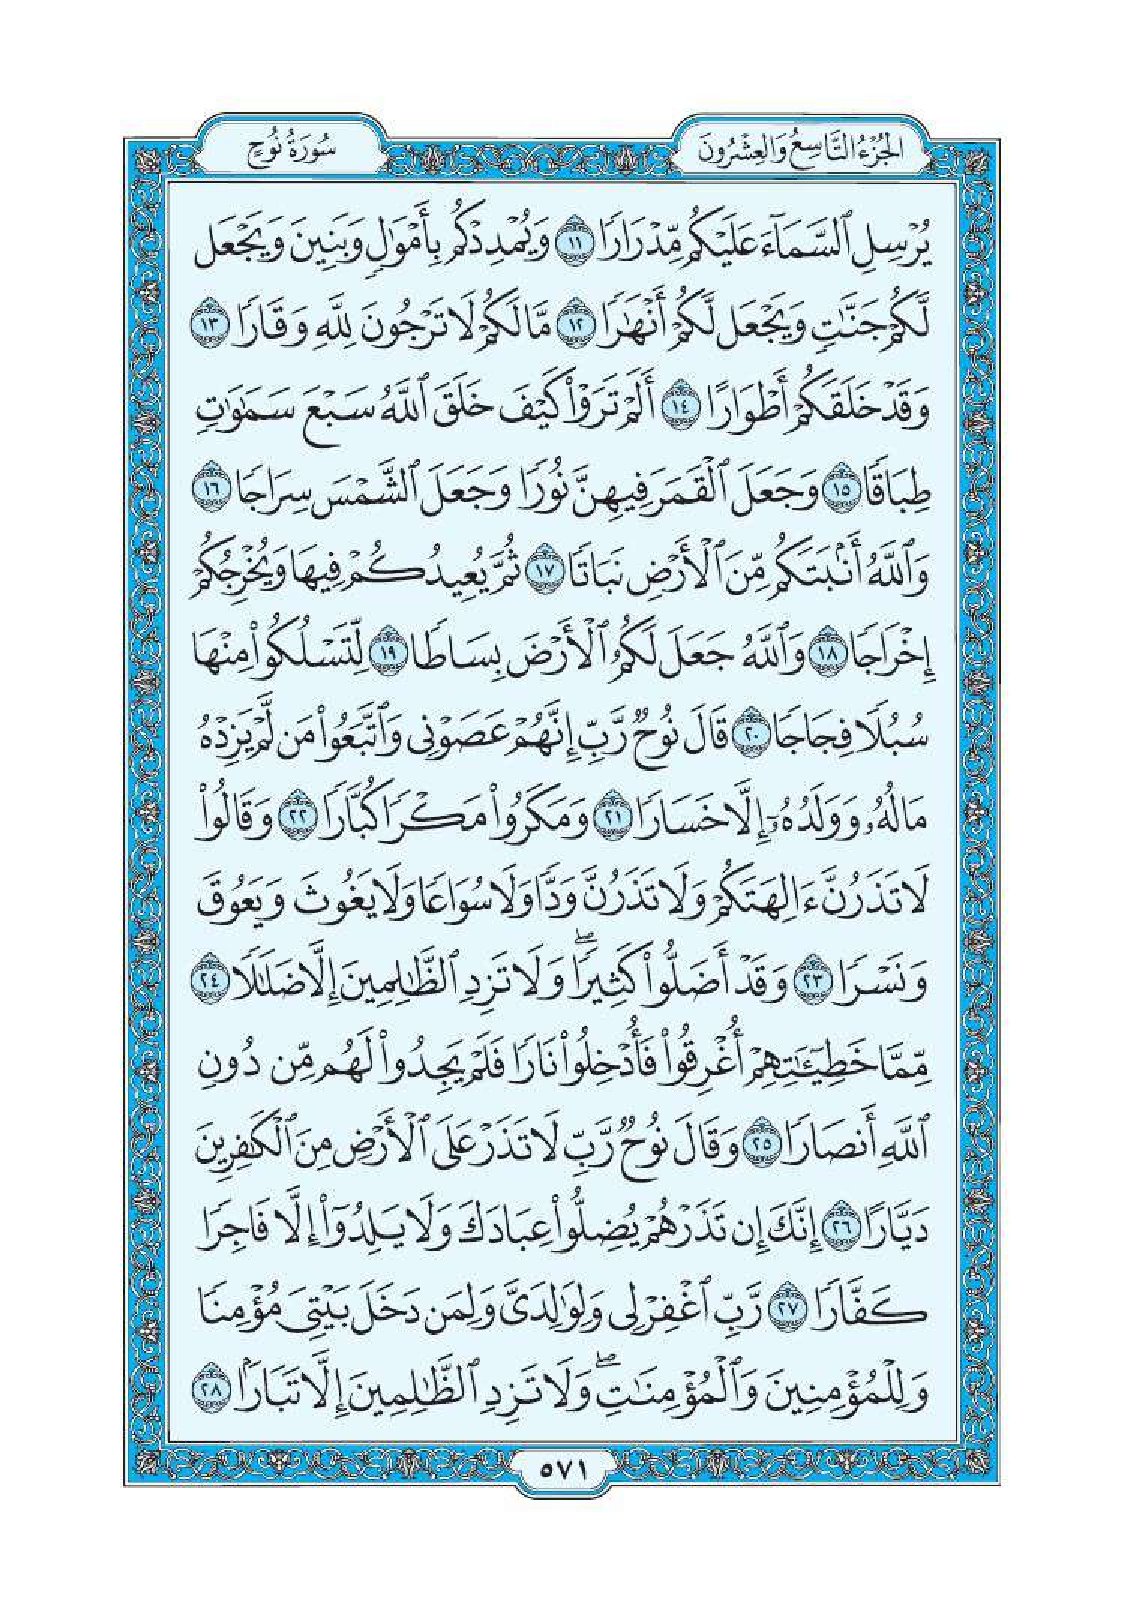 الجُزْءُ التَّاسِعُ وَالعِشْرُونَ
سُورَةُ نُوحٍ
يُرْسِلِ ٱلسَّمَآءَ عَلَيْكُم مِّدْرَارًا ١١ وَيُمْدِدْكُم بِأَمْوَٰلٍ وَبَنِينَ وَيَجْعَل
لَّكُمْ جَنَّٰتٍ وَيَجْعَل لَّكُمْ أَنْهَٰرًا ١٢ مَّا لَكُمْ لَا تَرْجُونَ لِلَّهِ وَقَارًا ١٣
وَقَدْ خَلَقَكُمْ أَطْوَارًا ١٤ أَلَمْ تَرَوْا۟ كَيْفَ خَلَقَ ٱللَّهُ سَبْعَ سَمَٰوَٰتٍ
طِبَاقًا ١٥ وَجَعَلَ ٱلْقَمَرَ فِيهِنَّ نُورًا وَجَعَلَ ٱلشَّمْسَ سِرَاجًا ١٦
وَٱللَّهُ أَنۢبَتَكُم مِّنَ ٱلْأَرْضِ نَبَاتًا ١٧ ثُمَّ يُعِيدُكُمْ فِيهَا وَيُخْرِجُكُمْ
إِخْرَاجًا ١٨ وَٱللَّهُ جَعَلَ لَكُمُ ٱلْأَرْضَ بِسَاطًا ١٩ لِّتَسْلُكُوا۟ مِنْهَا
سُبُلًا فِجَاجًا ٢٠ قَالَ نُوحٌ رَّبِّ إِنَّهُمْ عَصَوْنِى وَٱتَّبَعُوا۟ مَن لَّمْ يَزِدْهُ
مَالُهُۥ وَوَلَدُهُۥٓ إِلَّا خَسَارًا ٢١ وَمَكَرُوا۟ مَكْرًا كُبَّارًا ٢٢ وَقَالُوا۟
لَا تَذَرُنَّ ءَالِهَتَكُمْ وَلَا تَذَرُنَّ وَدًّا وَلَا سُوَاعًا وَلَا يَغُوثَ وَيَعُوقَ
وَنَسْرًا ٢٣ وَقَدْ أَضَلُّوا۟ كَثِيرًا ۖ وَلَا تَزِدِ ٱلظَّٰلِمِينَ إِلَّا ضَلَٰلًا ٢٤
مِّمَّا خَطِيٓـَٰٔتِهِمْ أُغْرِقُوا۟ فَأُدْخِلُوا۟ نَارًا فَلَمْ يَجِدُوا۟ لَهُم مِّن دُونِ
ٱللَّهِ أَنصَارًا ٢٥ وَقَالَ نُوحٌ رَّبِّ لَا تَذَرْ عَلَى ٱلْأَرْضِ مِنَ ٱلْكَٰفِرِينَ
دَيَّارًا ٢٦ إِنَّكَ إِن تَذَرْهُمْ يُضِلُّوا۟ عِبَادَكَ وَلَا يَلِدُوٓا۟ إِلَّا فَاجِرًا
كَفَّارًا ٢٧ رَّبِّ ٱغْفِرْ لِى وَلِوَٰلِدَىَّ وَلِمَن دَخَلَ بَيْتِىَ مُؤْمِنًا
وَلِلْمُؤْمِنِينَ وَٱلْمُؤْمِنَٰتِ ۖ وَلَا تَزِدِ ٱلظَّٰلِمِينَ إِلَّا تَبَارًۢا ٢٨
٥٧١